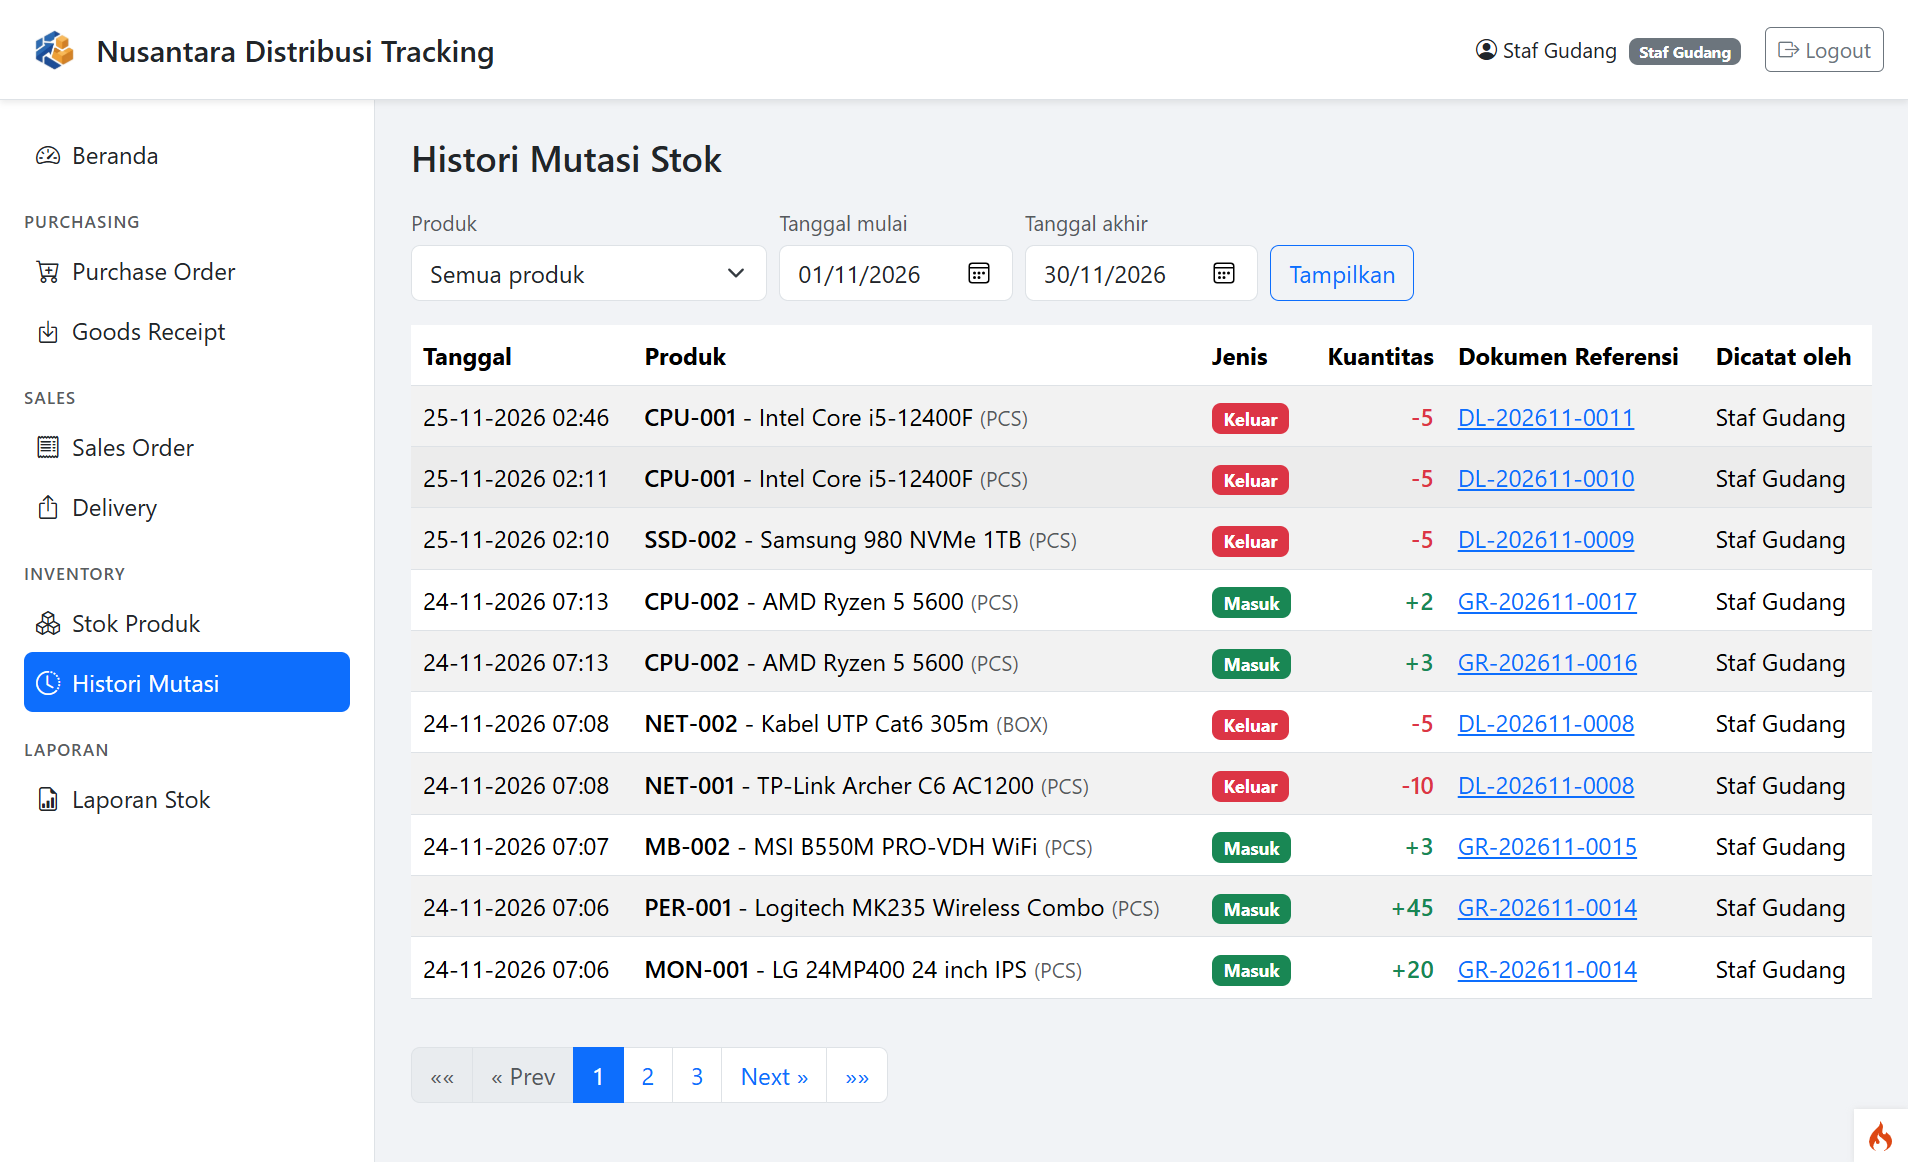 Nusantara Distribusi Tracking
Staf Gudang Staf Gudang Logout
Beranda
PURCHASING
Purchase Order
Goods Receipt
SALES
Sales Order
Delivery
INVENTORY
Stok Produk
Histori Mutasi
LAPORAN
Laporan Stok
Histori Mutasi Stok
Produk Tanggal mulai Tanggal akhir
Semua produk 01/11/2026 30/11/2026 Tampilkan
Tanggal Produk Jenis Kuantitas Dokumen Referensi Dicatat oleh
25-11-2026 02:46 CPU-001 - Intel Core i5-12400F (PCS) Keluar -5 DL-202611-0011 Staf Gudang
25-11-2026 02:11 CPU-001 - Intel Core i5-12400F (PCS) Keluar -5 DL-202611-0010 Staf Gudang
25-11-2026 02:10 SSD-002 - Samsung 980 NVMe 1TB (PCS) Keluar -5 DL-202611-0009 Staf Gudang
24-11-2026 07:13 CPU-002 - AMD Ryzen 5 5600 (PCS) Masuk +2 GR-202611-0017 Staf Gudang
24-11-2026 07:13 CPU-002 - AMD Ryzen 5 5600 (PCS) Masuk +3 GR-202611-0016 Staf Gudang
24-11-2026 07:08 NET-002 - Kabel UTP Cat6 305m (BOX) Keluar -5 DL-202611-0008 Staf Gudang
24-11-2026 07:08 NET-001 - TP-Link Archer C6 AC1200 (PCS) Keluar -10 DL-202611-0008 Staf Gudang
24-11-2026 07:07 MB-002 - MSI B550M PRO-VDH WiFi (PCS) Masuk +3 GR-202611-0015 Staf Gudang
24-11-2026 07:06 PER-001 - Logitech MK235 Wireless Combo (PCS) Masuk +45 GR-202611-0014 Staf Gudang
24-11-2026 07:06 MON-001 - LG 24MP400 24 inch IPS (PCS) Masuk +20 GR-202611-0014 Staf Gudang
«« « Prev 1 2 3 Next » »»